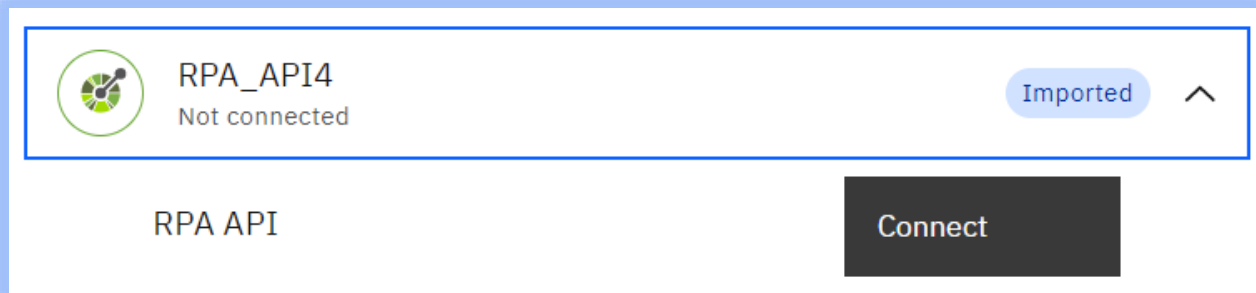 RPA_API4
Not connected
Imported
RPA API
Connect